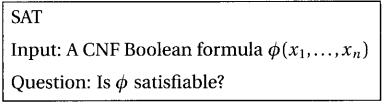 SAT
Input: A CNF Boolean formula ϕ(x₁,...,xₙ)
Question: Is ϕ satisfiable?